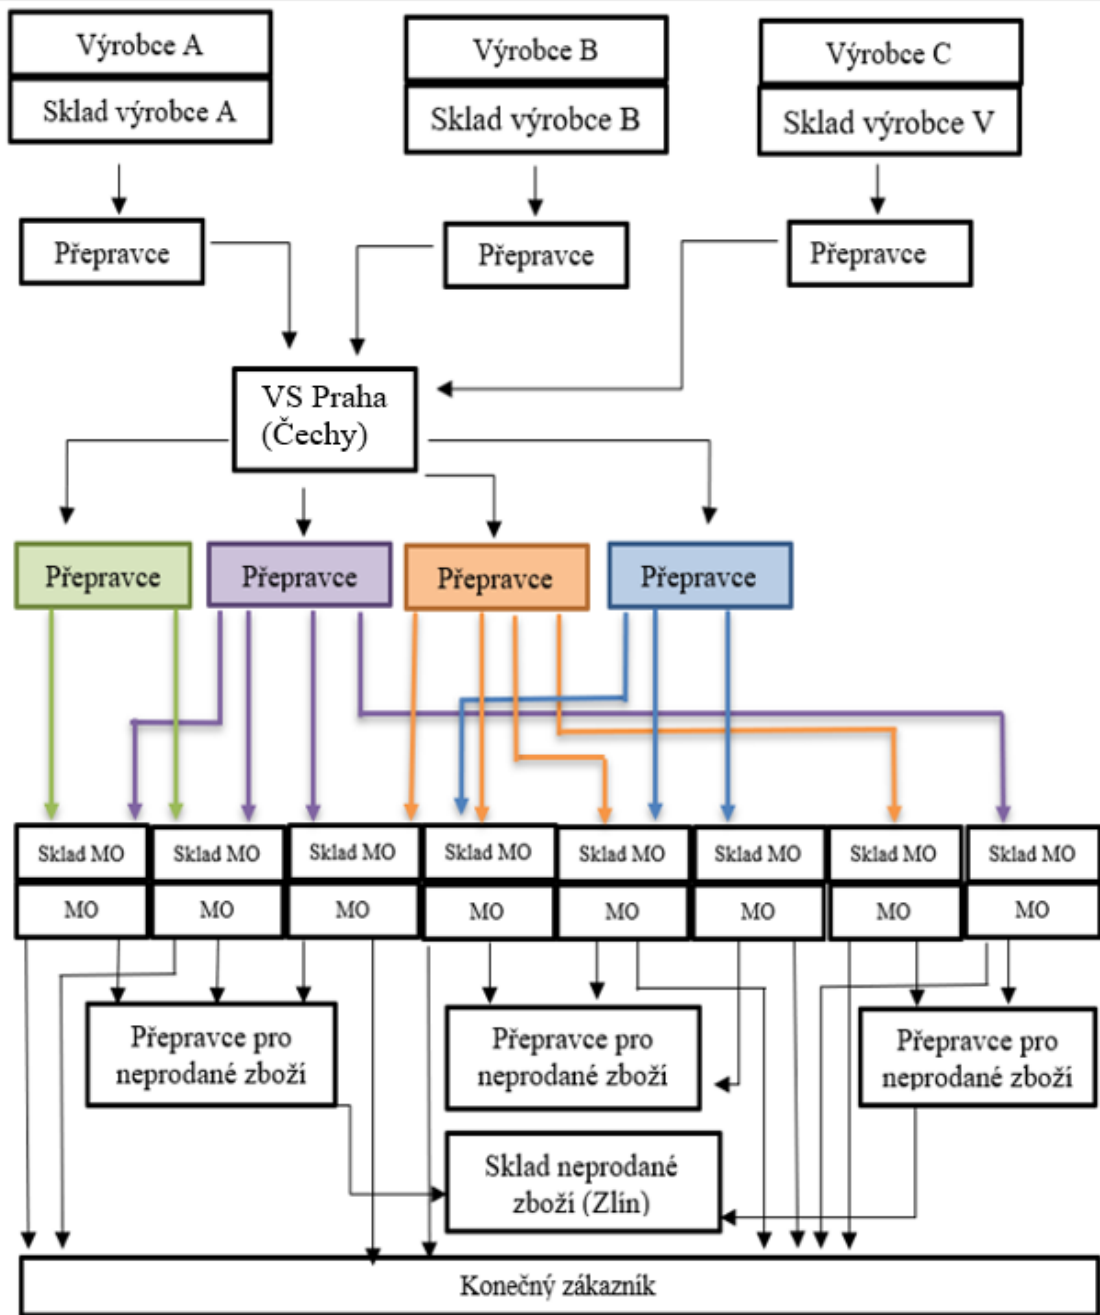 Výrobce A
Výrobce B
Výrobce C
Sklad výrobce A
Sklad výrobce B
Sklad výrobce V
Přepravce
Přepravce
Přepravce
VS Praha
(Čechy)
Přepravce
Přepravce
Přepravce
Přepravce
Sklad MO
Sklad MO
Sklad MO
Sklad MO
Sklad MO
Sklad MO
Sklad MO
Sklad MO
MO
MO
MO
MO
MO
MO
MO
MO
Přepravce pro
neprodané zboží
Přepravce pro
neprodané zboží
Přepravce pro
neprodané zboží
Sklad neprodané
zboží (Zlín)
Konečný zákazník